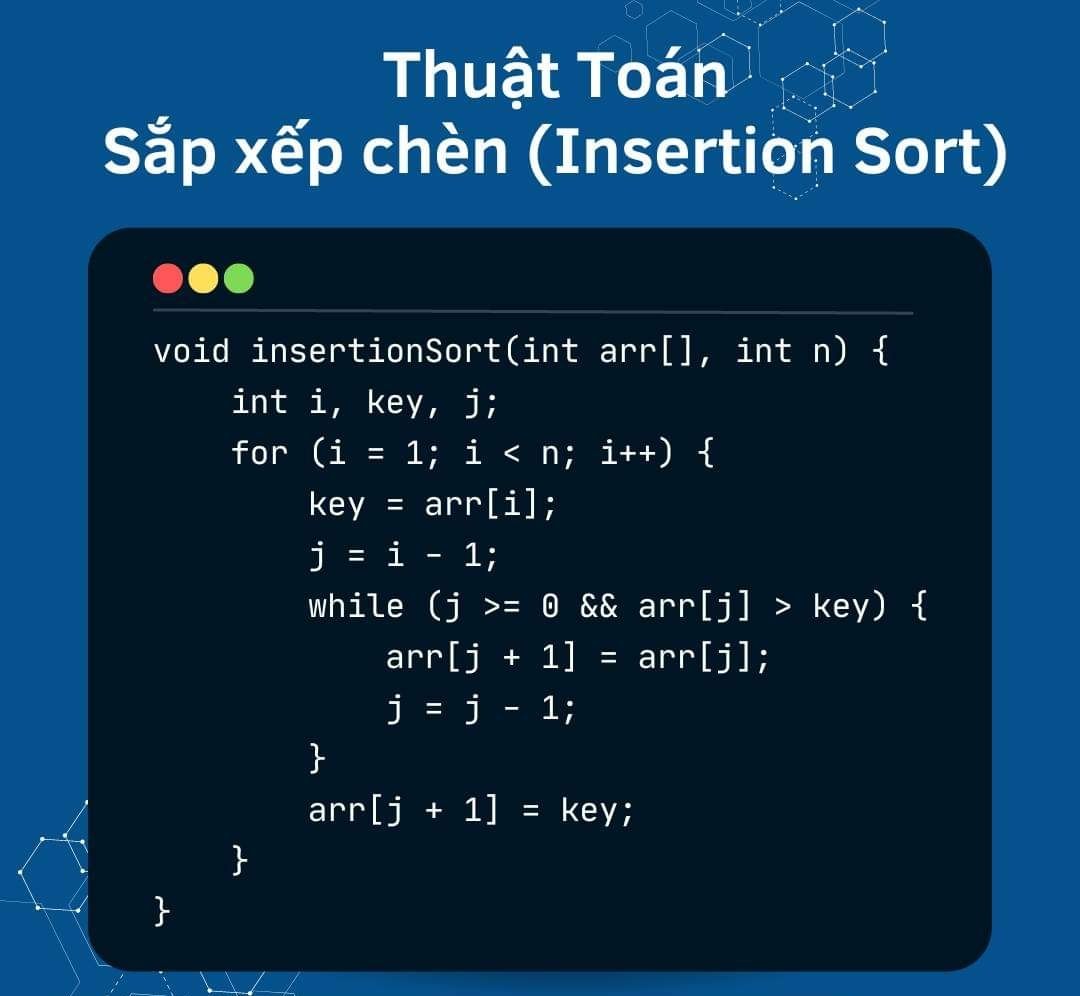 Thuật Toán
Sắp xếp chèn (Insertion Sort)
void insertionSort(int arr[], int n) {
    int i, key, j;
    for (i = 1; i < n; i++) {
        key = arr[i];
        j = i - 1;
        while (j >= 0 && arr[j] > key) {
            arr[j + 1] = arr[j];
            j = j - 1;
        }
        arr[j + 1] = key;
    }
}